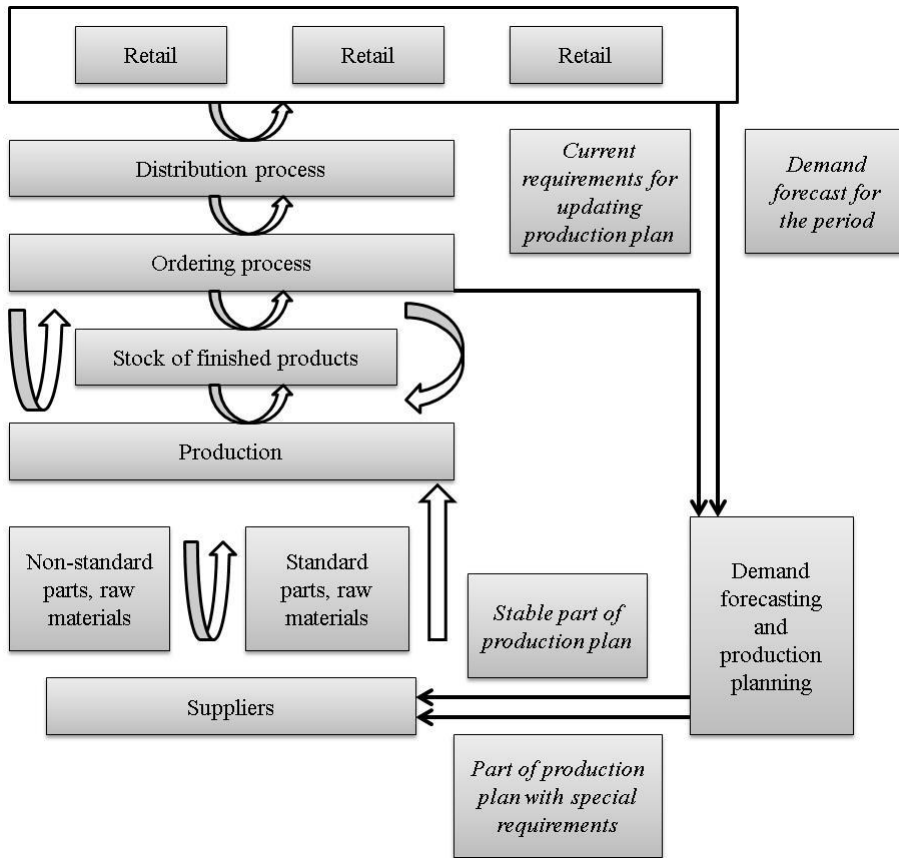 Retail
Retail
Retail
Distribution process
Current
requirements for
updating
production plan
Demand
forecast for
the period
Ordering process
Stock of finished products
Production
Non-standard
parts, raw
materials
Standard
parts, raw
materials
Stable part of
production plan
Demand
forecasting
and
production
planning
Suppliers
Part of production
plan with special
requirements